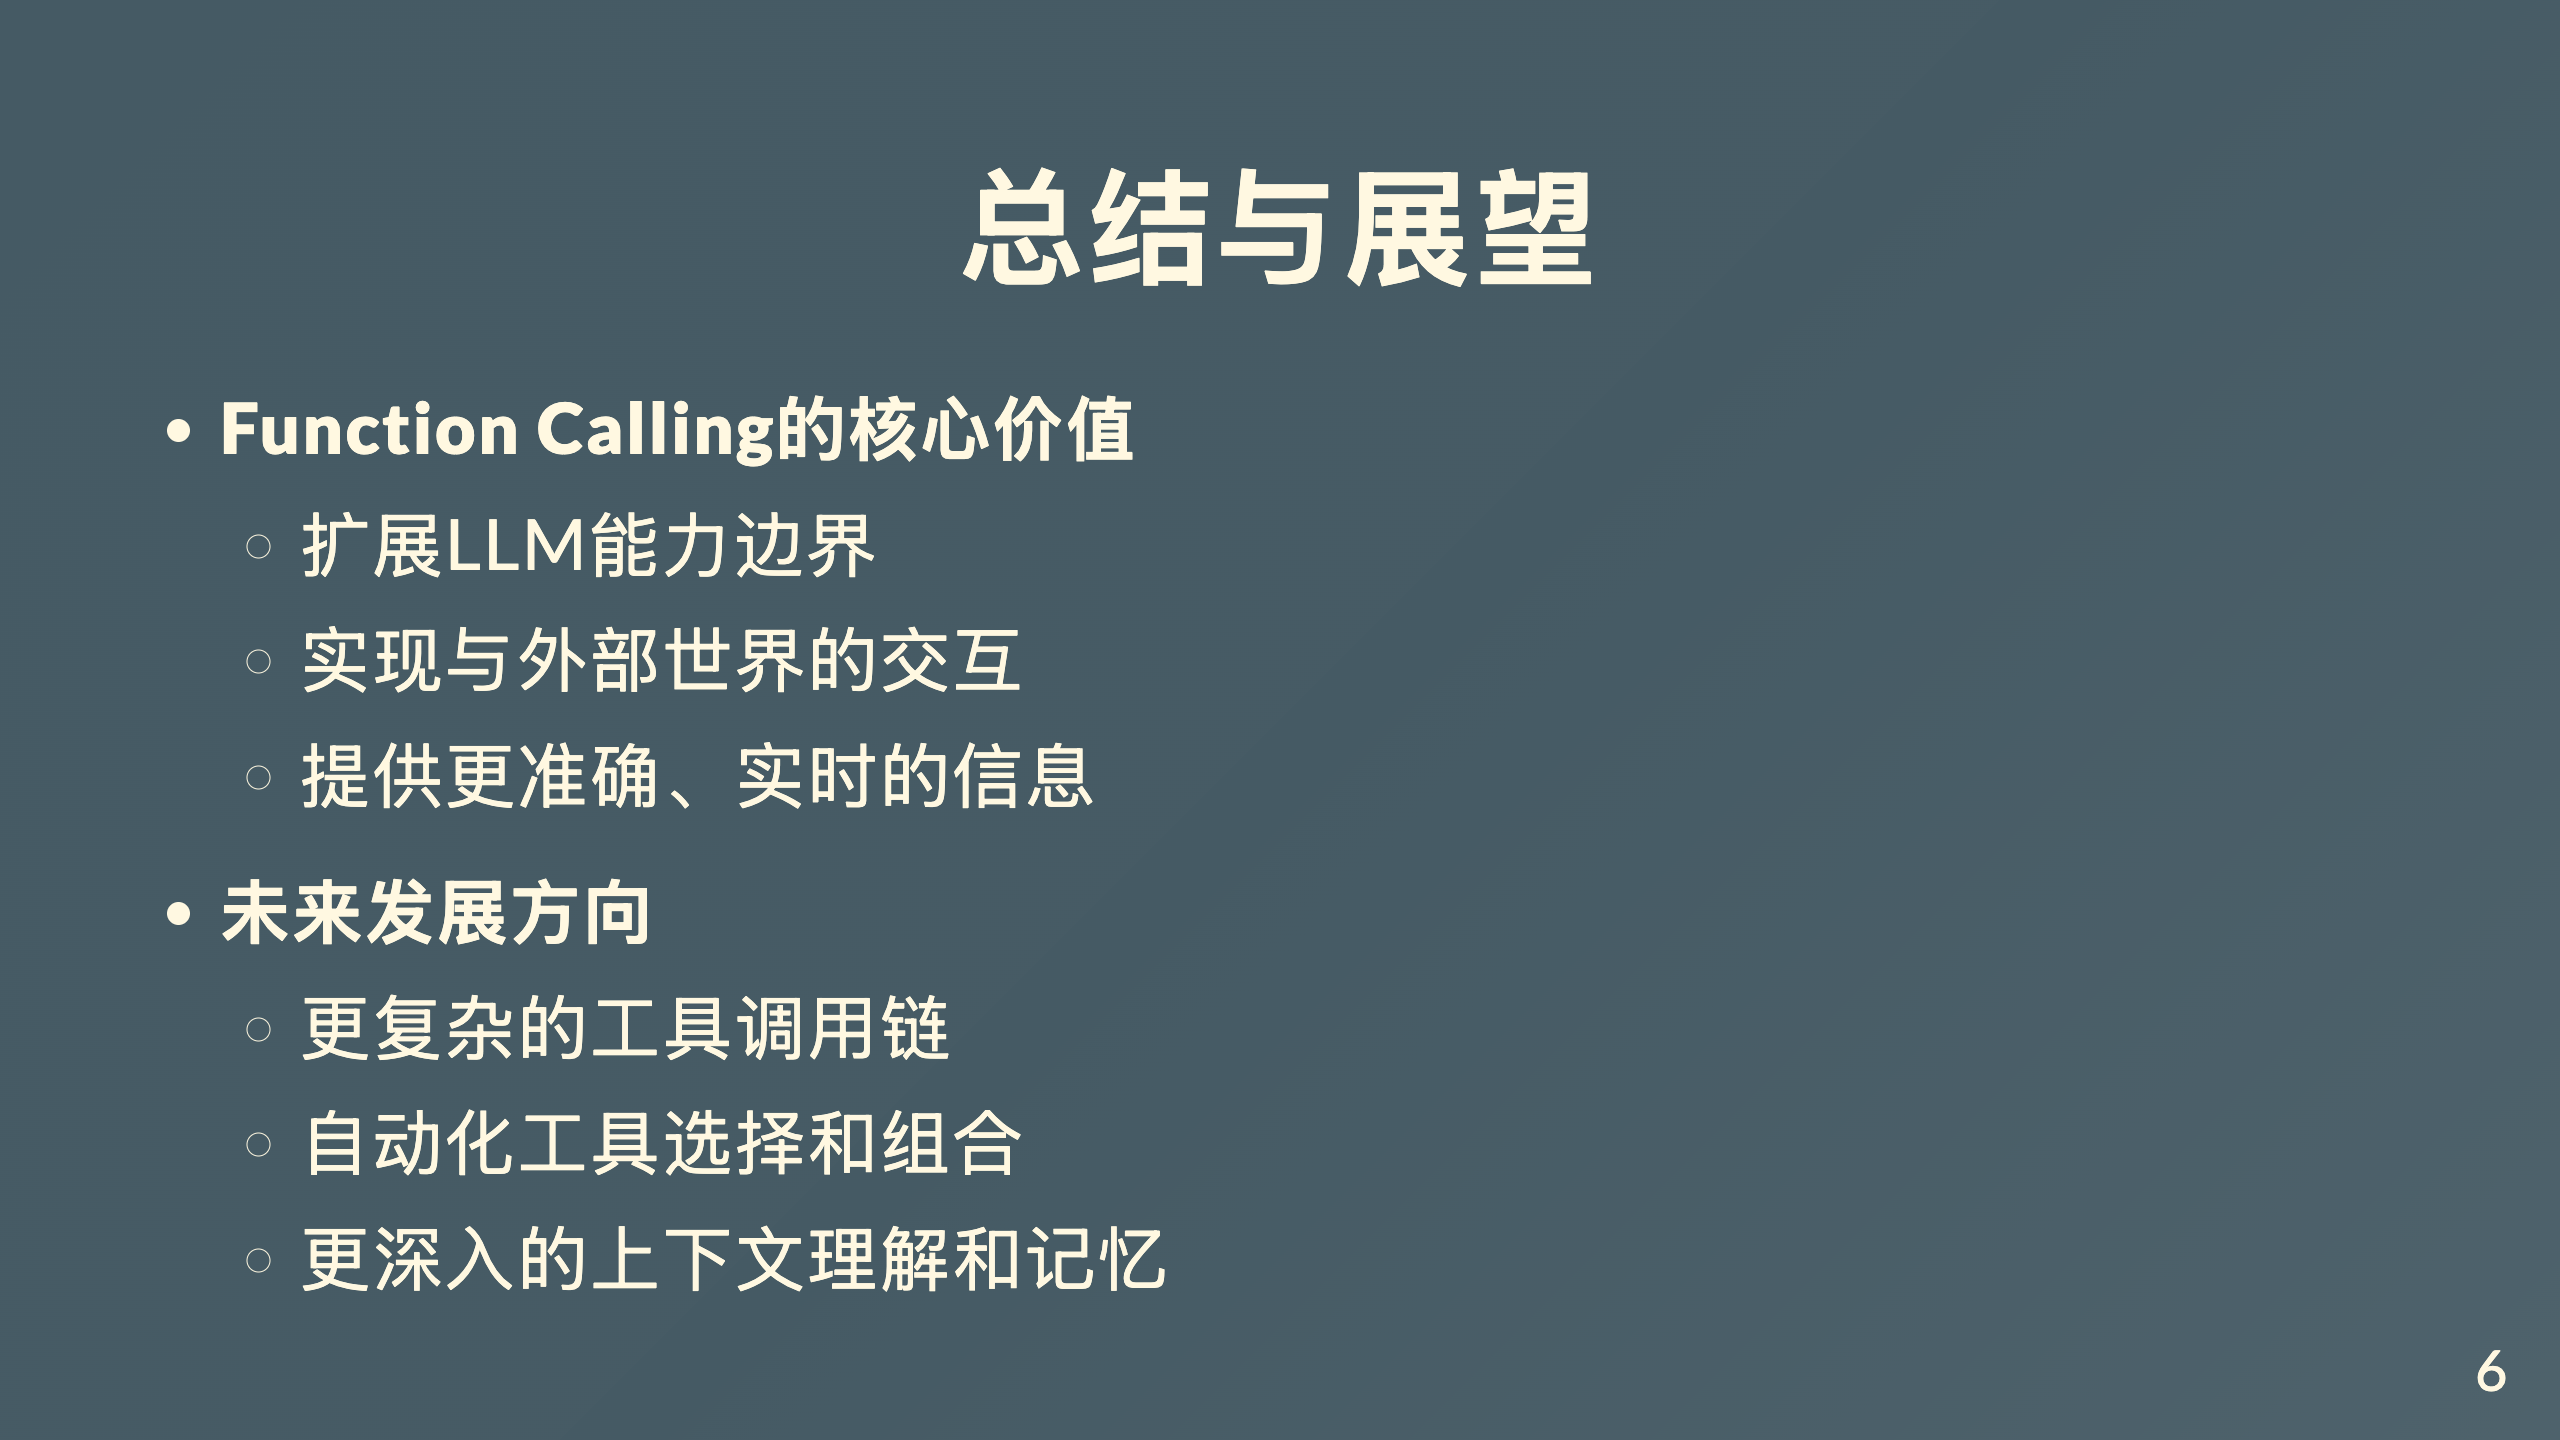 总结与展望
Function Calling的核心价值
扩展LLM能力边界
实现与外部世界的交互
提供更准确、实时的信息
未来发展方向
更复杂的工具调用链
自动化工具选择和组合
更深入的上下文理解和记忆
6